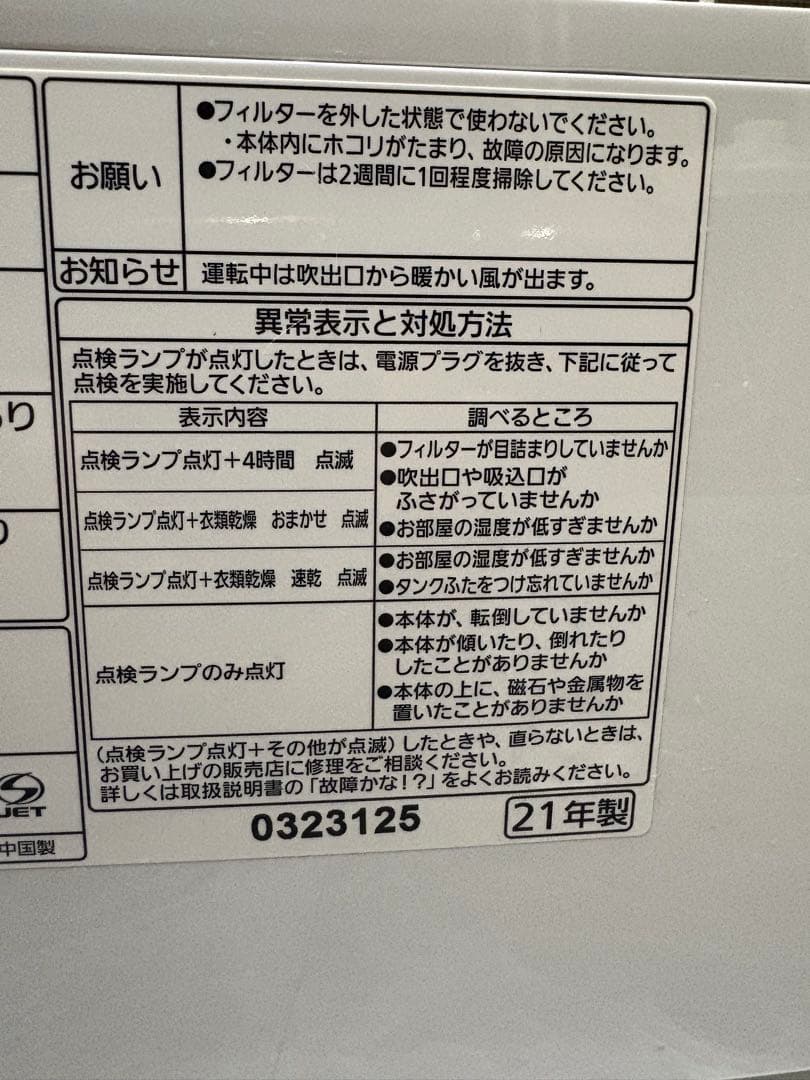 お願い
●フィルターを外した状態で使わないでください。
・本体内にホコリがたまり、故障の原因になります。
●フィルターは2週間に1回程度掃除してください。
お知らせ
運転中は吹出口から暖かい風が出ます。
異常表示と対処方法
点検ランプが点灯したときは、電源プラグを抜き、下記に従って
点検を実施してください。
表示内容
調べるところ
点検ランプ点灯+4時間 点滅
●フィルターが目詰まりしていませんか
●吹出口や吸込口が
ふさがっていませんか
点検ランプ点灯+衣類乾燥 おまかせ 点滅
●お部屋の湿度が低すぎませんか
点検ランプ点灯+衣類乾燥 速乾 点滅
●お部屋の湿度が低すぎませんか
●タンクふたをつけ忘れていませんか
点検ランプのみ点灯
●本体が、転倒していませんか
●本体が傾いたり、倒れたり
したことがありませんか
●本体の上に、磁石や金属物を
置いたことがありませんか
(点検ランプ点灯+その他が点滅)したときや、直らないときは、
お買い上げの販売店に修理をご相談ください。
詳しくは取扱説明書の「故障かな!?」をよくお読みください。
0323125
21年製
JET
中国製